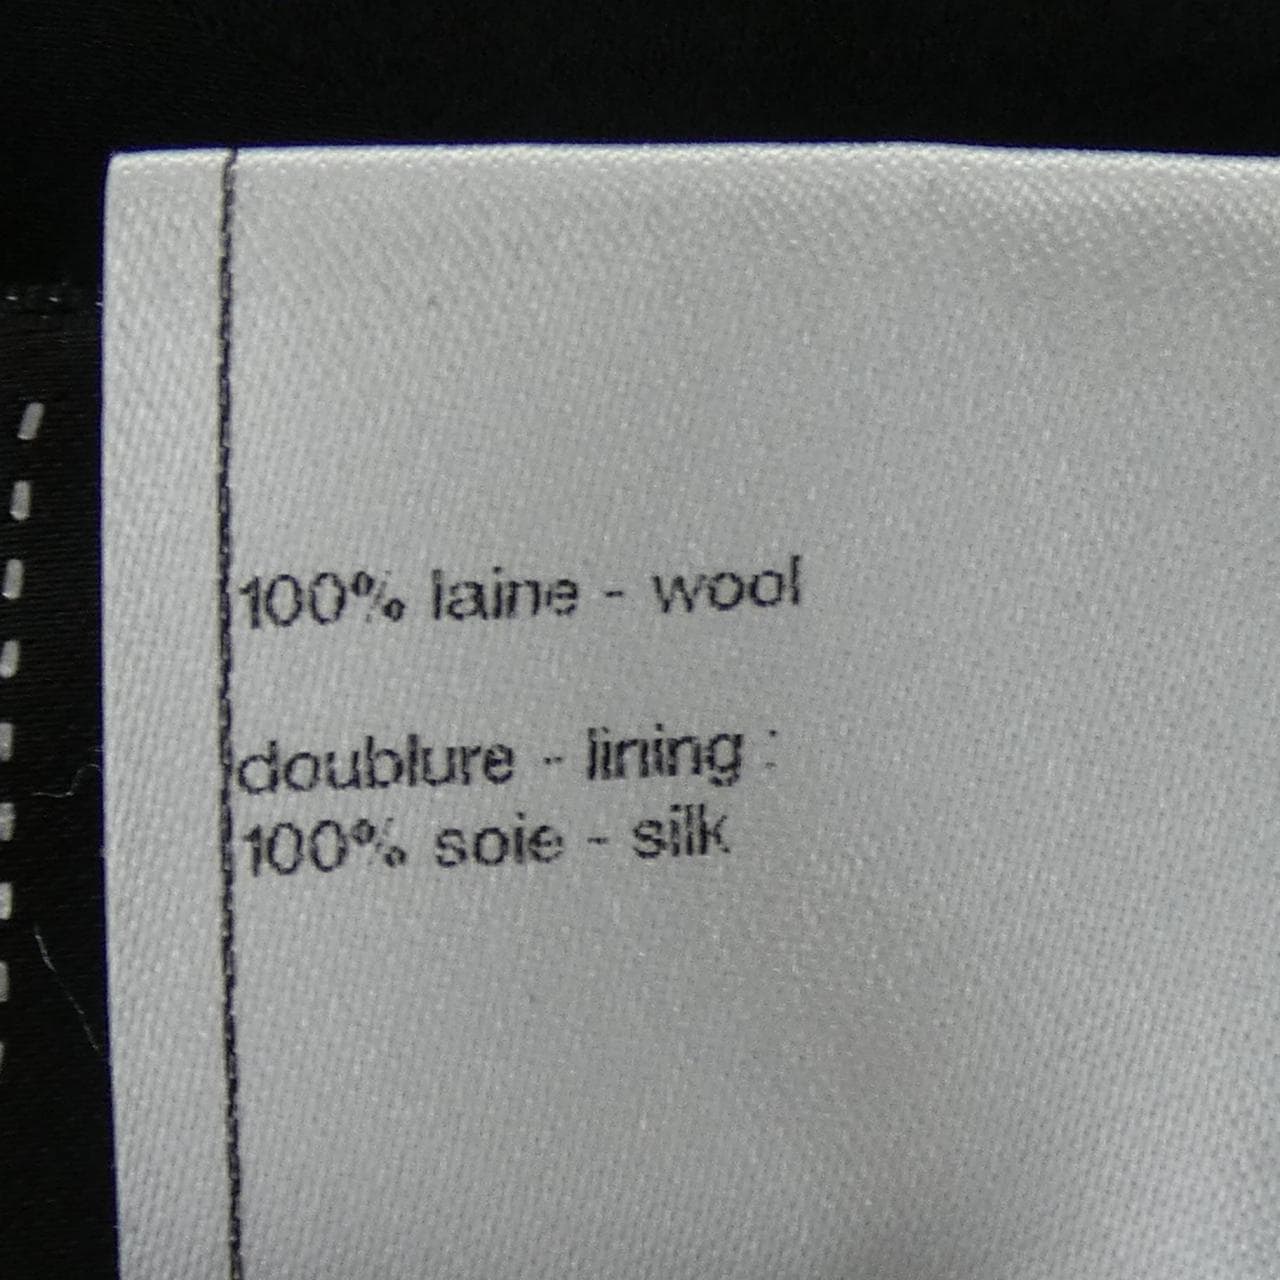 100% laine - wool
doublure - lining :
100% soie - silk